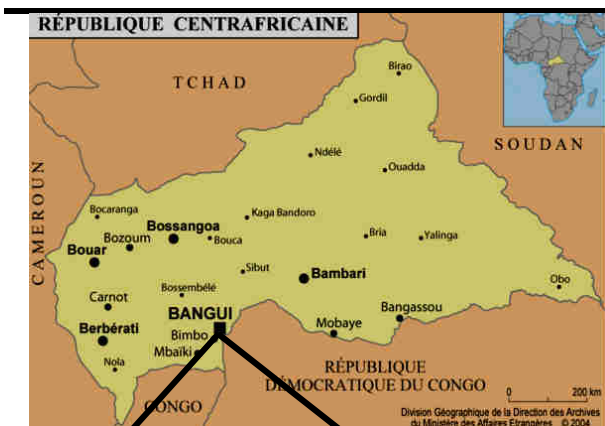 RÉPUBLIQUE CENTRAFRICAINE
TCHAD
Birao
Gordil
SOUDAN
Ndélé
Ouadda
CAMEROUN
Bocaranga
Kaga Bandoro
Bossangoa
Bozoum
Bouca
Bria
Yalinga
Bouar
Sibut
Bambari
Obo
Bossembélé
Carnot
BANGUI
Bangassou
Berbérati
Bimbo
Mobaye
Mbaïki
Nola
RÉPUBLIQUE
DÉMOCRATIQUE DU CONGO
CONGO
0 200 km
Division Géographique de la Direction des Archives
du Ministère des Affaires Etrangères © 2004